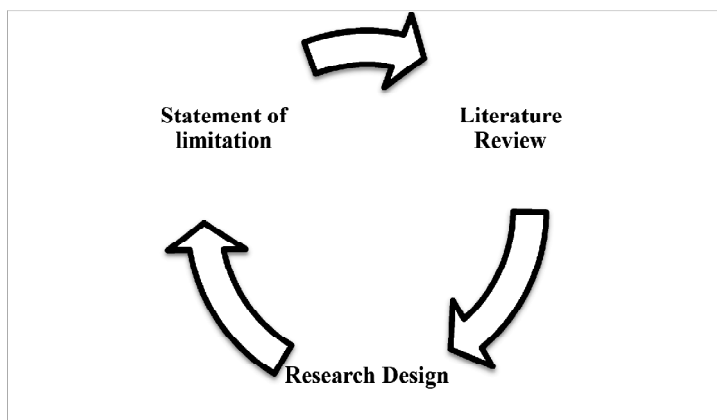 Statement of
limitation
Literature
Review
Research Design